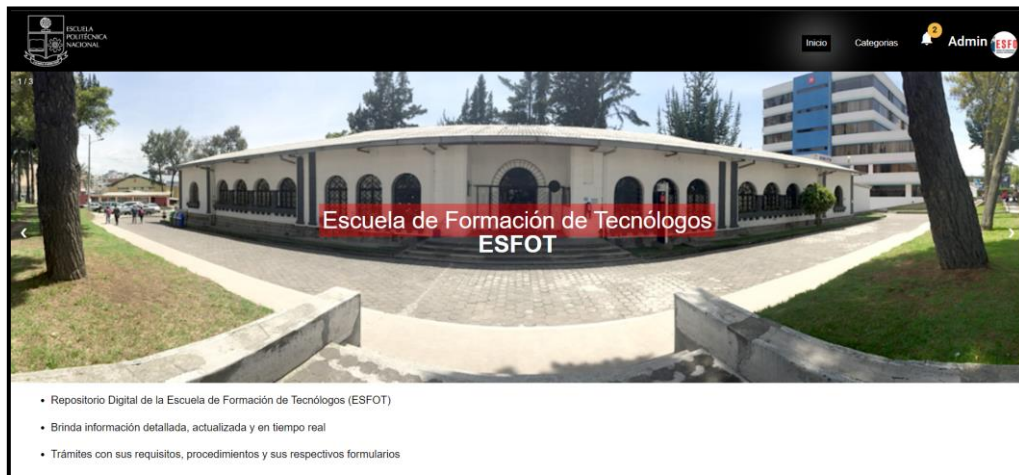 ESCUELA
POLITÉCNICA
NACIONAL
Inicio
Categorias
2
Admin
ESFO
1 / 3
Escuela de Formación de Tecnólogos
ESFOT
❮
❯
• Repositorio Digital de la Escuela de Formación de Tecnólogos (ESFOT)
• Brinda información detallada, actualizada y en tiempo real
• Trámites con sus requisitos, procedimientos y sus respectivos formularios